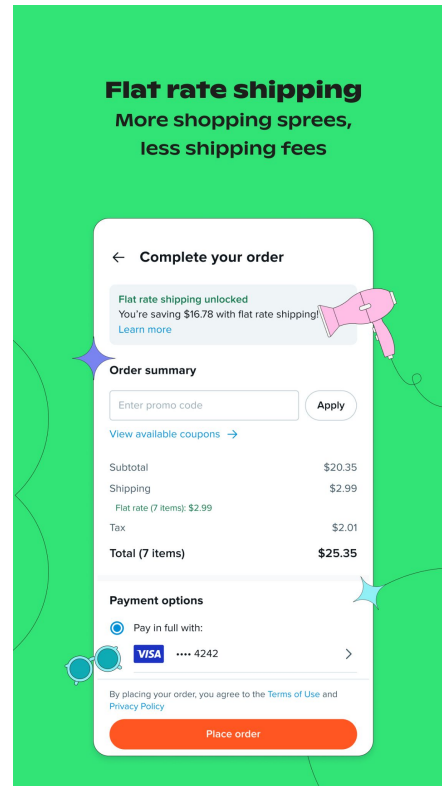 Flat rate shipping
More shopping sprees,
less shipping fees
← Complete your order
Flat rate shipping unlocked
You're saving $16.78 with flat rate shipping!
Learn more
Order summary
Enter promo code Apply
View available coupons →
Subtotal $20.35
Shipping $2.99
Flat rate (7 items): $2.99
Tax $2.01
Total (7 items) $25.35
Payment options
Pay in full with:
VISA •••• 4242
By placing your order, you agree to the Terms of Use and
Privacy Policy
Place order